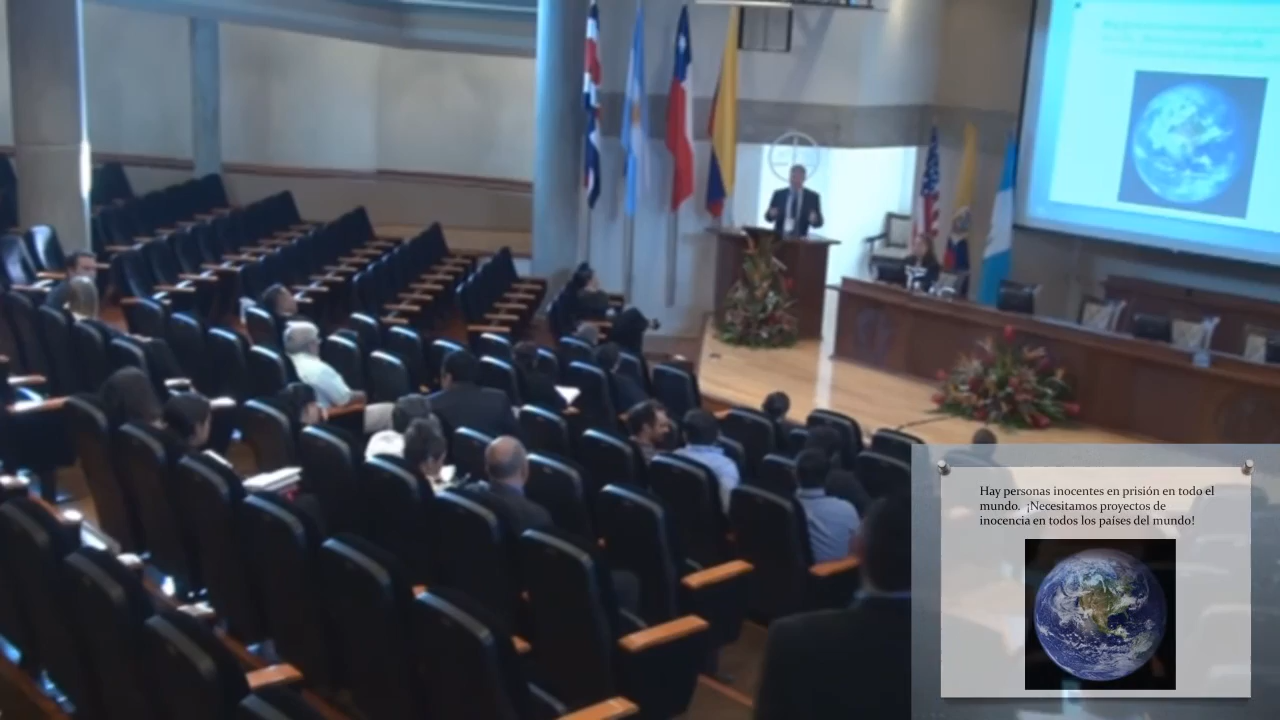 Hay personas inocentes en prisión en todo el
mundo.  ¡Necesitamos proyectos de
inocencia en todos los países del mundo!